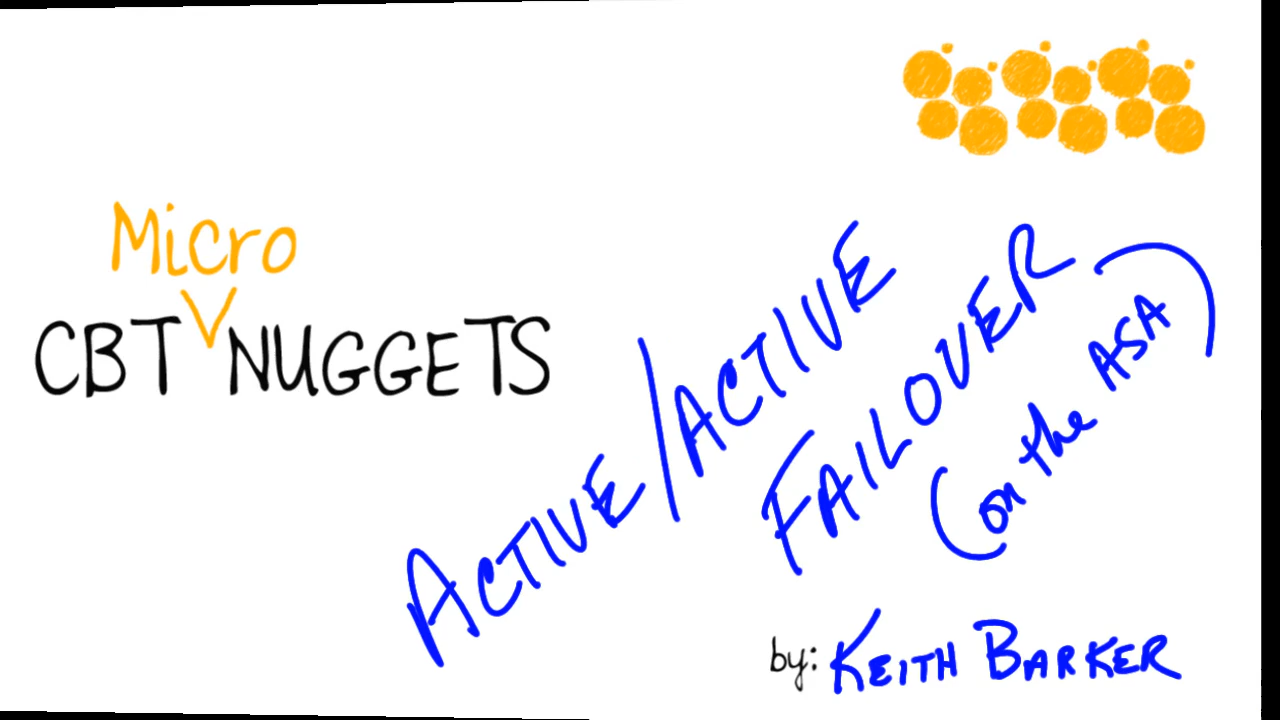 Micro
CBT NUGGETS
ACTIVE/ACTIVE
FAILOVER
(on the ASA)
by: KEITH BARKER